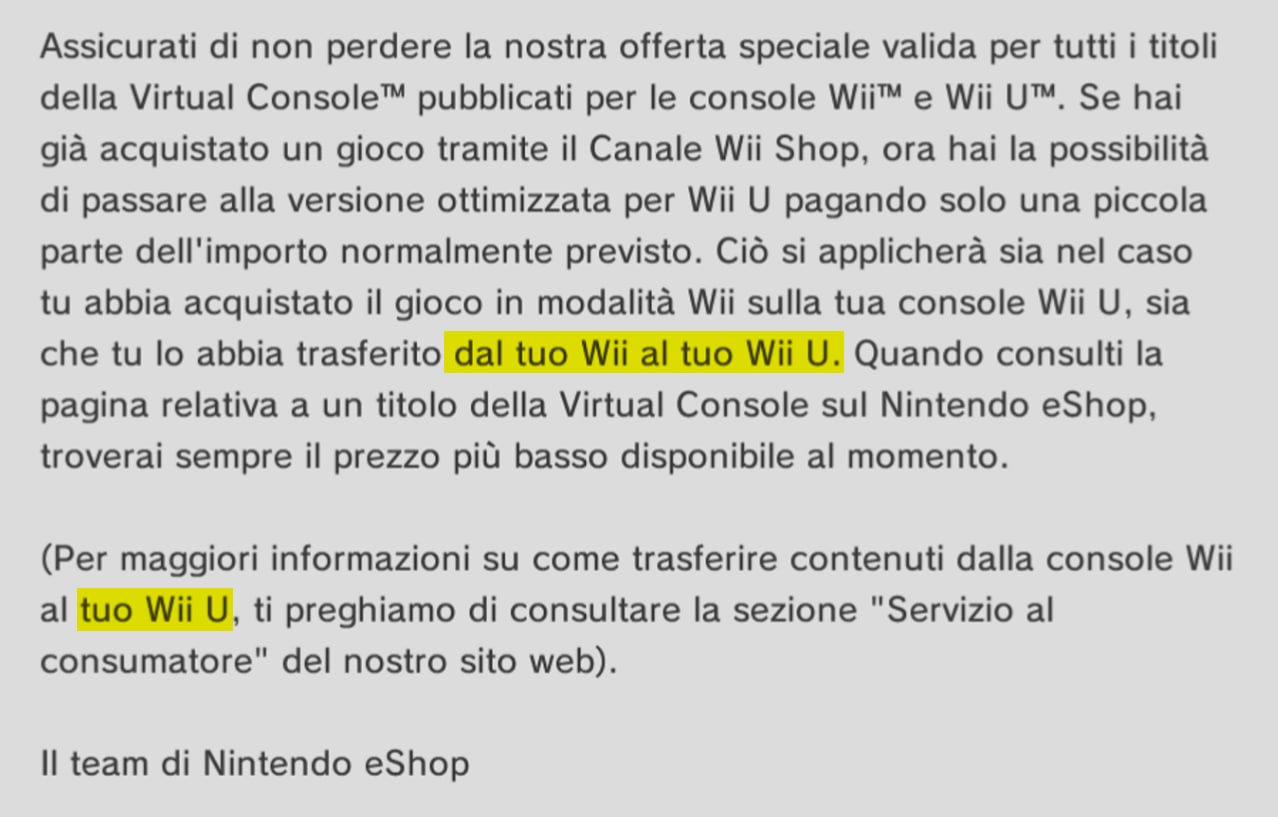 Assicurati di non perdere la nostra offerta speciale valida per tutti i titoli
della Virtual Console™ pubblicati per le console Wii™ e Wii U™. Se hai
già acquistato un gioco tramite il Canale Wii Shop, ora hai la possibilità
di passare alla versione ottimizzata per Wii U pagando solo una piccola
parte dell'importo normalmente previsto. Ciò si applicherà sia nel caso
tu abbia acquistato il gioco in modalità Wii sulla tua console Wii U, sia
che tu lo abbia trasferito dal tuo Wii al tuo Wii U. Quando consulti la
pagina relativa a un titolo della Virtual Console sul Nintendo eShop,
troverai sempre il prezzo più basso disponibile al momento.
(Per maggiori informazioni su come trasferire contenuti dalla console Wii
al tuo Wii U, ti preghiamo di consultare la sezione "Servizio al
consumatore" del nostro sito web).
Il team di Nintendo eShop